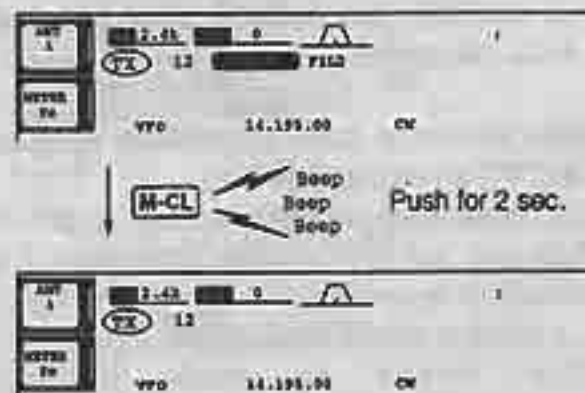 ANT
1
2.4k 0
TX 12 FIL2
METER
Po
VFO 14.195.00 CW
M-CL
Beep
Beep
Beep
Push for 2 sec.
ANT
1
2.4k 0
TX 12
METER
Po
VFO 14.195.00 CW